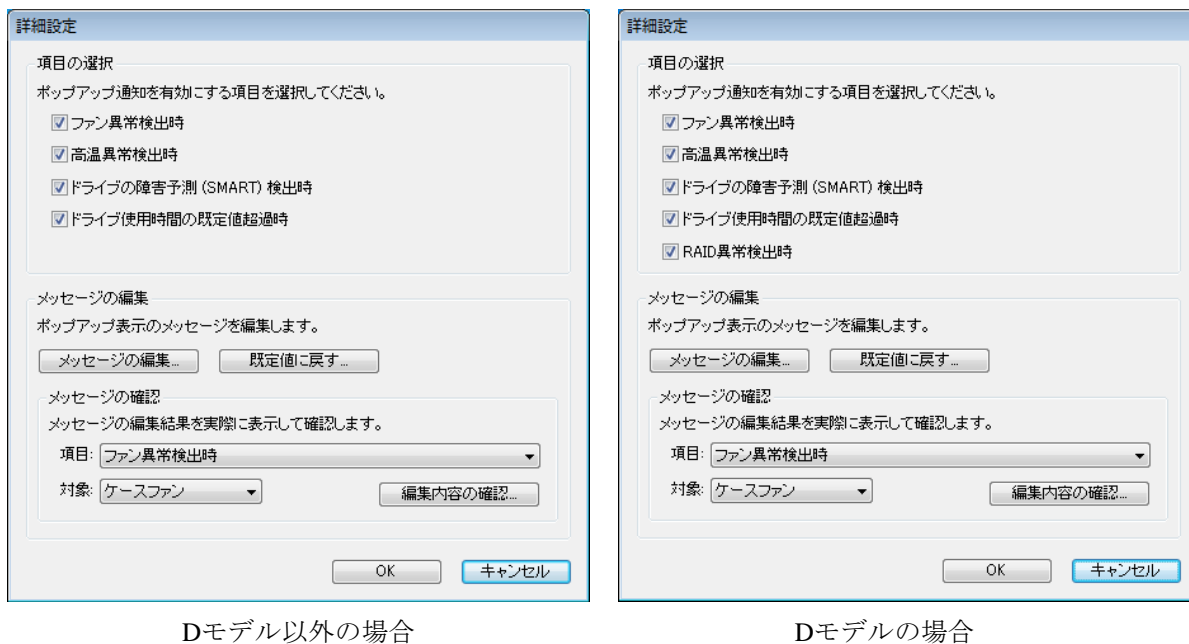 詳細設定
項目の選択
ポップアップ通知を有効にする項目を選択してください。
ファン異常検出時
高温異常検出時
ドライブの障害予測 (SMART) 検出時
ドライブ使用時間の既定値超過時
メッセージの編集
ポップアップ表示のメッセージを編集します。
メッセージの編集... 既定値に戻す...
メッセージの確認
メッセージの編集結果を実際に表示して確認します。
項目: ファン異常検出時
対象: ケースファン 編集内容の確認...
OK キャンセル
Dモデル以外の場合
詳細設定
項目の選択
ポップアップ通知を有効にする項目を選択してください。
ファン異常検出時
高温異常検出時
ドライブの障害予測 (SMART) 検出時
ドライブ使用時間の既定値超過時
RAID異常検出時
メッセージの編集
ポップアップ表示のメッセージを編集します。
メッセージの編集... 既定値に戻す...
メッセージの確認
メッセージの編集結果を実際に表示して確認します。
項目: ファン異常検出時
対象: ケースファン 編集内容の確認...
OK キャンセル
Dモデルの場合